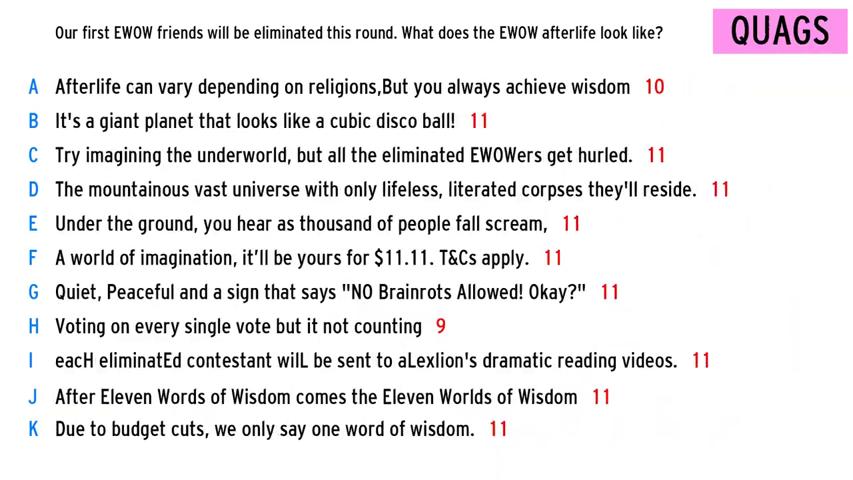 Our first EWOW friends will be eliminated this round. What does the EWOW afterlife look like?
QUAGS
A Afterlife can vary depending on religions,But you always achieve wisdom 10
B It's a giant planet that looks like a cubic disco ball! 11
C Try imagining the underworld, but all the eliminated EWOWers get hurled. 11
D The mountainous vast universe with only lifeless, literated corpses they'll reside. 11
E Under the ground, you hear as thousand of people fall scream, 11
F A world of imagination, it’ll be yours for $11.11. T&Cs apply. 11
G Quiet, Peaceful and a sign that says "NO Brainrots Allowed! Okay?" 11
H Voting on every single vote but it not counting 9
I eacH eliminatEd contestant wilL be sent to aLexlion's dramatic reading videos. 11
J After Eleven Words of Wisdom comes the Eleven Worlds of Wisdom 11
K Due to budget cuts, we only say one word of wisdom. 11